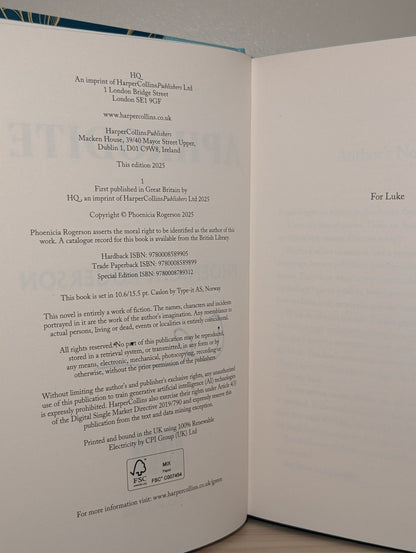 HQ
An imprint of HarperCollinsPublishers Ltd
1 London Bridge Street
London SE1 9GF
www.harpercollins.co.uk
HarperCollinsPublishers
Macken House, 39/40 Mayor Street Upper,
Dublin 1, D01 C9W8, Ireland
This edition 2025
1
First published in Great Britain by
HQ, an imprint of HarperCollinsPublishers Ltd 2025
Copyright © Phoenicia Rogerson 2025
Phoenicia Rogerson asserts the moral right to be identified as the author of this
work. A catalogue record for this book is available from the British Library.
Hardback ISBN: 9780008589905
Trade Paperback ISBN: 9780008589899
Special Edition ISBN: 9780008789312
This book is set in 10.6/15.5 pt. Caslon by Type-it AS, Norway
This novel is entirely a work of fiction. The names, characters and incidents
portrayed in it are the work of the author's imagination. Any resemblance to
actual persons, living or dead, events or localities is entirely coincidental.
All rights reserved. No part of this publication may be reproduced,
stored in a retrieval system, or transmitted, in any form or by
any means, electronic, mechanical, photocopying, recording or
otherwise, without the prior permission of the publishers.
Without limiting the author's and publisher's exclusive rights, any unauthorised
use of this publication to train generative artificial intelligence (AI) technologies
is expressly prohibited. HarperCollins also exercise their rights under Article 4(3)
of the Digital Single Market Directive 2019/790 and expressly reserve this
publication from the text and data mining exception.
Printed and bound in the UK using 100% Renewable
Electricity by CPI Group (UK) Ltd
FSC
MIX
Paper
FSC® C007454
For more information visit: www.harpercollins.co.uk/green
For Luke